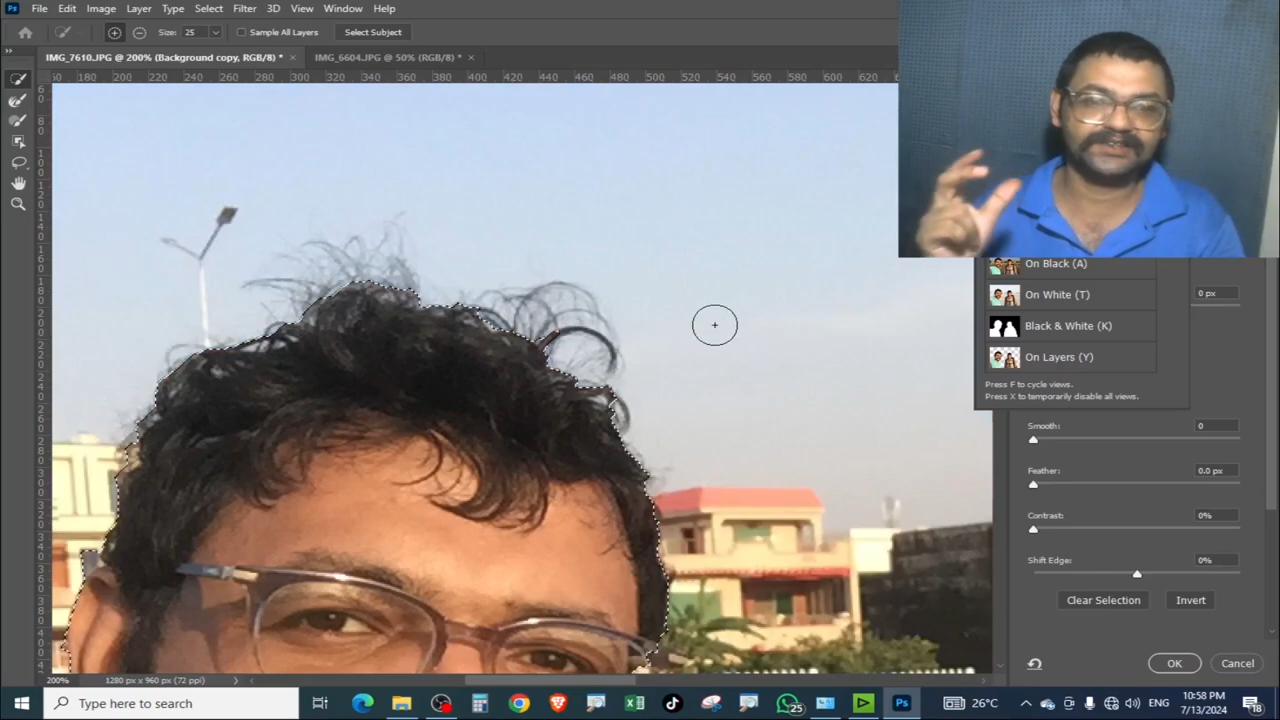 Ps File Edit Image Layer Type Select Filter 3D View Window Help
Size: 25 Sample All Layers Select Subject
IMG_7610.JPG @ 200% (Background copy, RGB/8) * × IMG_6604.JPG @ 50% (RGB/8) * ×
180 200 220 240 260 280 300 320 340 360 380 400 420 440 460 480 500 520 540 560 580 600 620
On Black (A)
0 px
On White (T)
Black & White (K)
On Layers (Y)
Press F to cycle views.
Press X to temporarily disable all views.
Smooth: 0
Feather: 0.0 px
Contrast: 0%
Shift Edge: 0%
Clear Selection Invert
OK Cancel
200% 1280 px x 960 px (72 ppi)
Type here to search
25
Ps
26°C
ENG
10:58 PM
7/13/2024
18